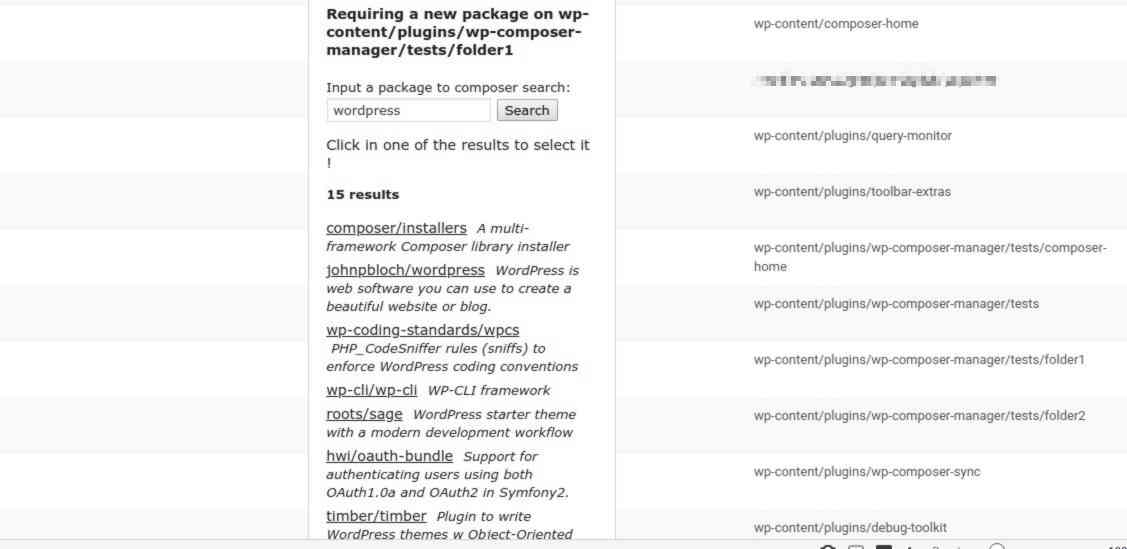 Requiring a new package on wp-
content/plugins/wp-composer-
manager/tests/folder1
Input a package to composer search:
wordpress Search
Click in one of the results to select it
!
15 results
composer/installers A multi-
framework Composer library installer
johnpbloch/wordpress WordPress is
web software you can use to create a
beautiful website or blog.
wp-coding-standards/wpcs
PHP_CodeSniffer rules (sniffs) to
enforce WordPress coding conventions
wp-cli/wp-cli WP-CLI framework
roots/sage WordPress starter theme
with a modern development workflow
hwi/oauth-bundle Support for
authenticating users using both
OAuth1.0a and OAuth2 in Symfony2.
timber/timber Plugin to write
WordPress themes w Object-Oriented
wp-content/composer-home
wp-content/plugins/query-monitor
wp-content/plugins/toolbar-extras
wp-content/plugins/wp-composer-manager/tests/composer-
home
wp-content/plugins/wp-composer-manager/tests
wp-content/plugins/wp-composer-manager/tests/folder1
wp-content/plugins/wp-composer-manager/tests/folder2
wp-content/plugins/wp-composer-sync
wp-content/plugins/debug-toolkit